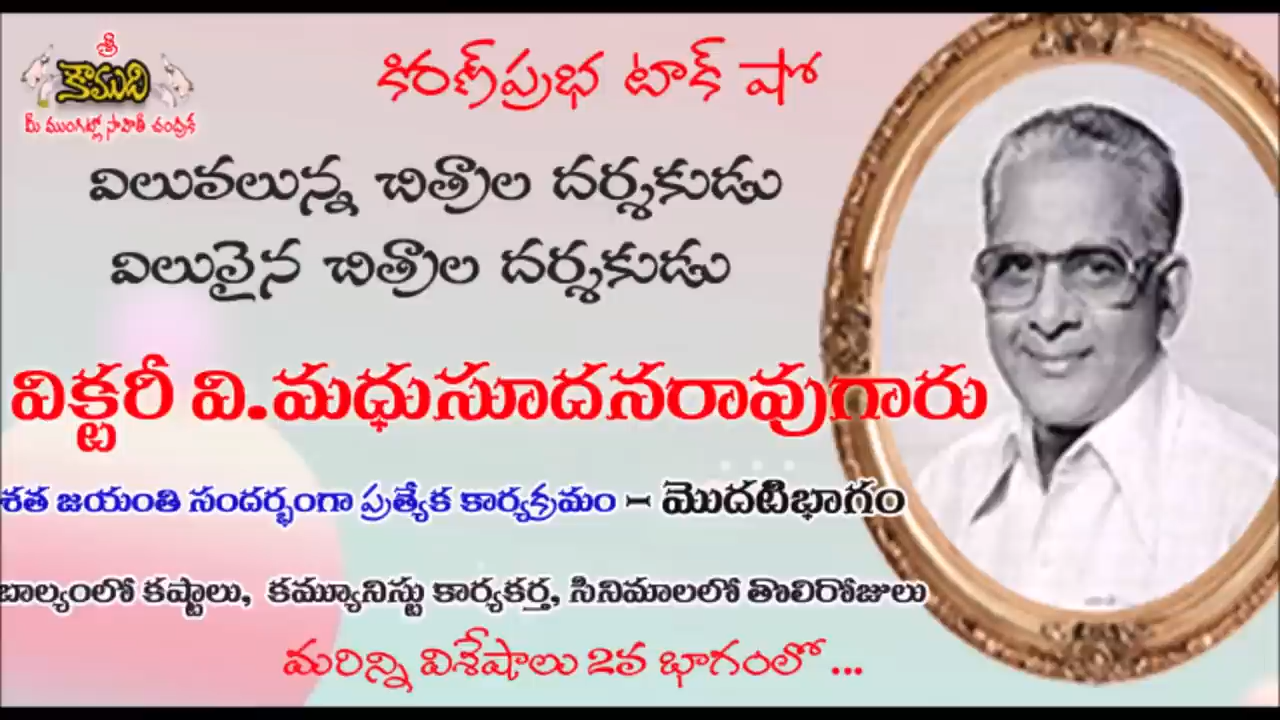 శ్రీ
కౌముది
మీ ముంగిట్లో సాహితీ చంద్రిక
కిరణ్‌ప్రభ టాక్ షో
విలువలున్న చిత్రాల దర్శకుడు
విలువైన చిత్రాల దర్శకుడు
విక్టరీ వి.మధుసూదనరావుగారు
శత జయంతి సందర్భంగా ప్రత్యేక కార్యక్రమం - మొదటిభాగం
బాల్యంలో కష్టాలు, కమ్యూనిస్టు కార్యకర్త, సినిమాలలో తొలిరోజులు
మరిన్ని విశేషాలు 2వ భాగంలో ...